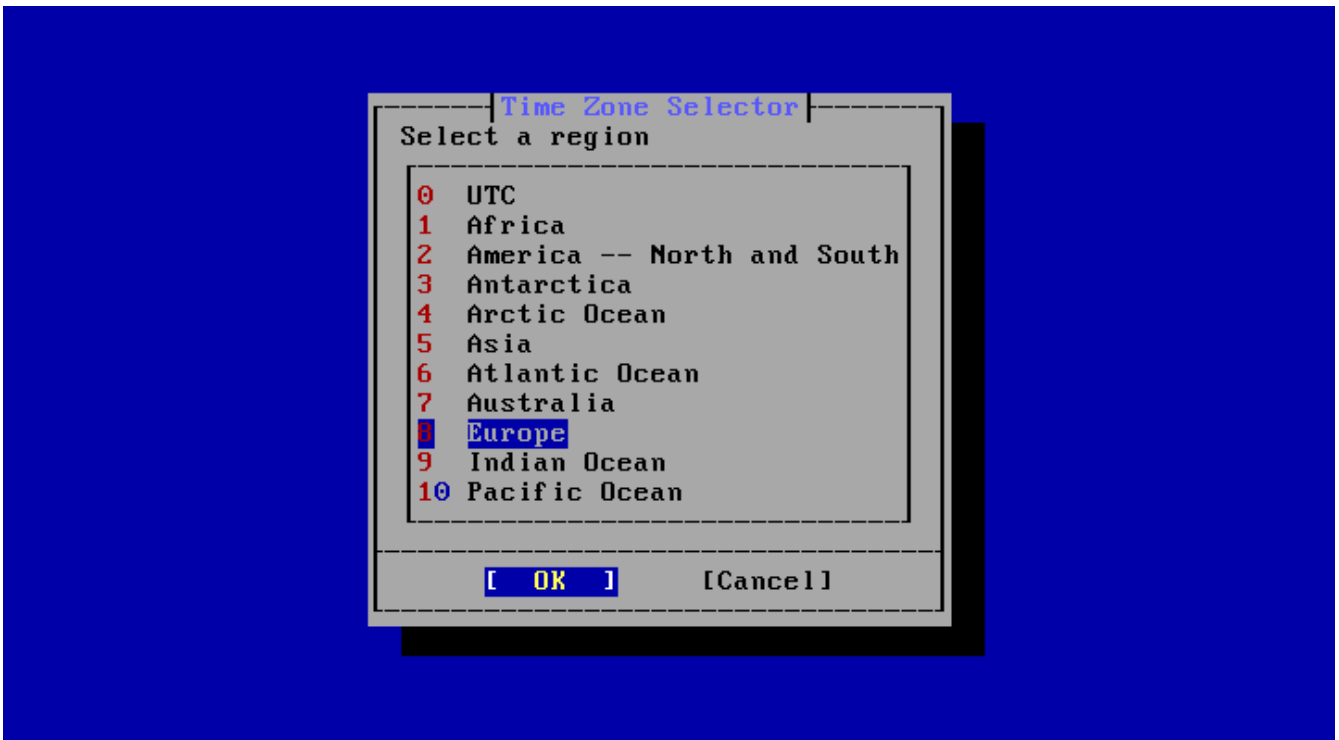 Time Zone Selector
Select a region
0 UTC
1 Africa
2 America -- North and South
3 Antarctica
4 Arctic Ocean
5 Asia
6 Atlantic Ocean
7 Australia
8 Europe
9 Indian Ocean
10 Pacific Ocean
[ OK ] [Cancel]